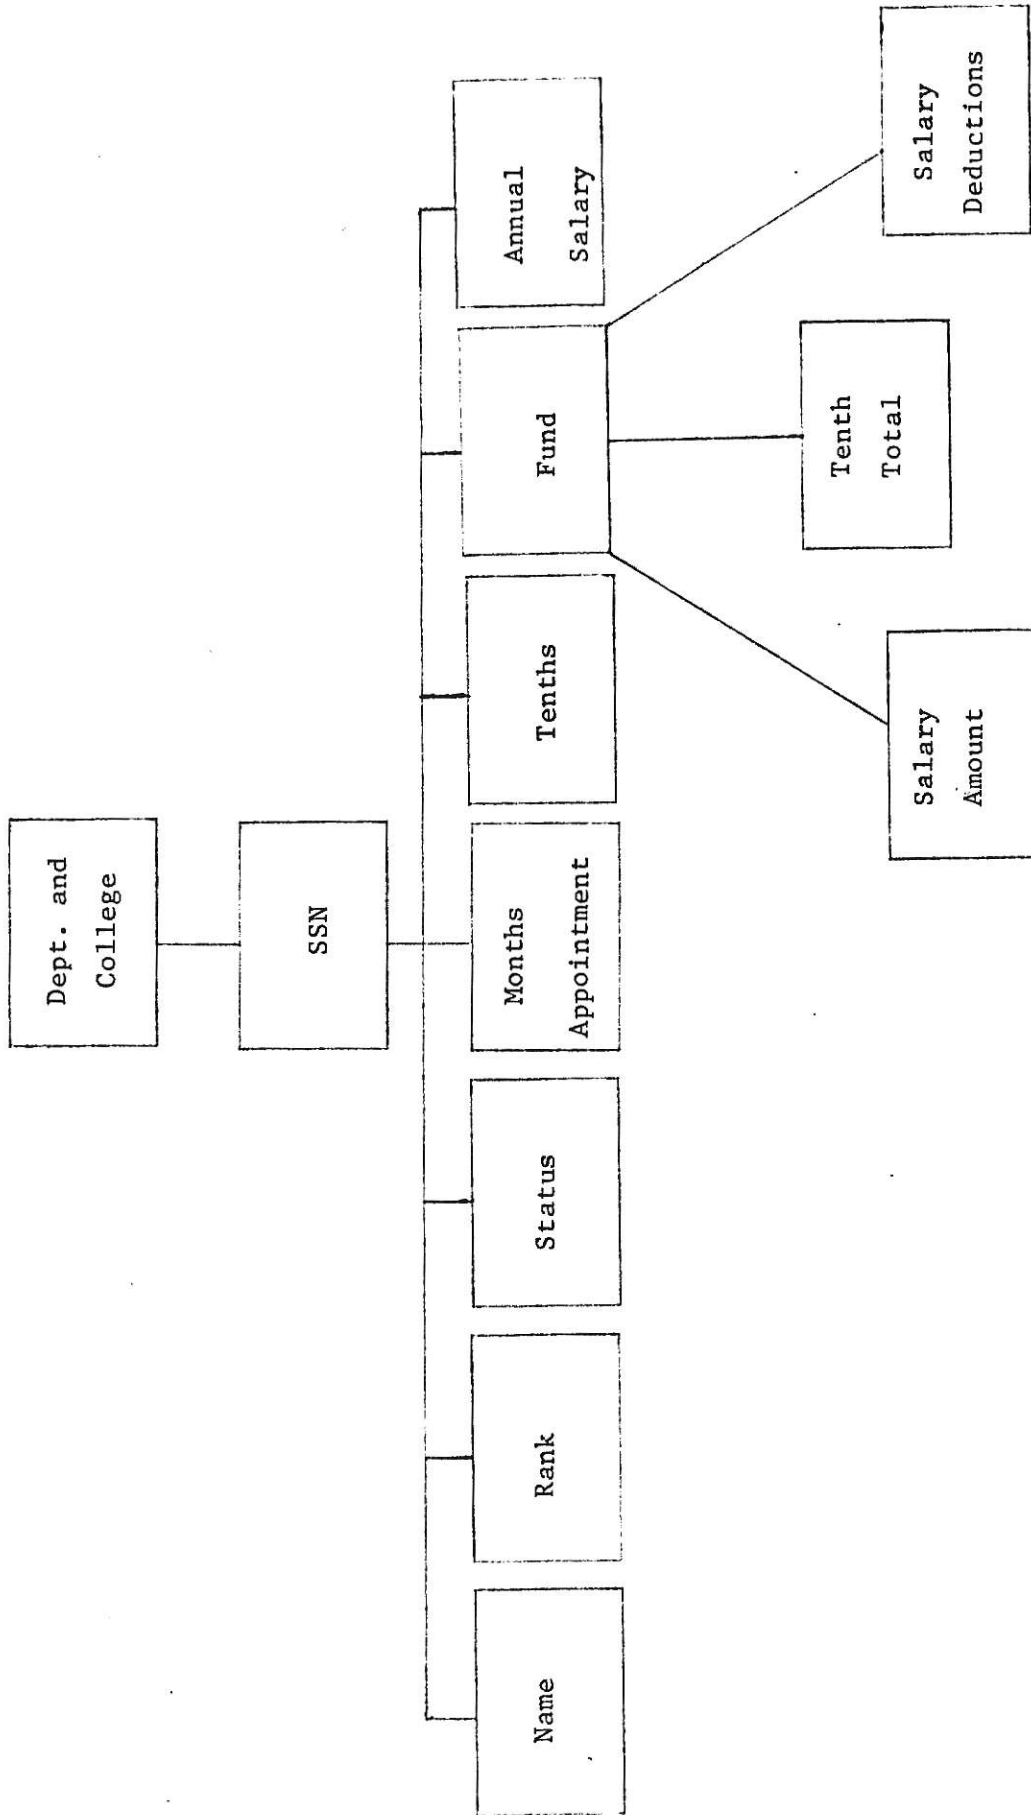 Dept. and
College
SSN
Name
Rank
Status
Months
Appointment
Tenths
Fund
Annual
Salary
Salary
Amount
Tenth
Total
Salary
Deductions